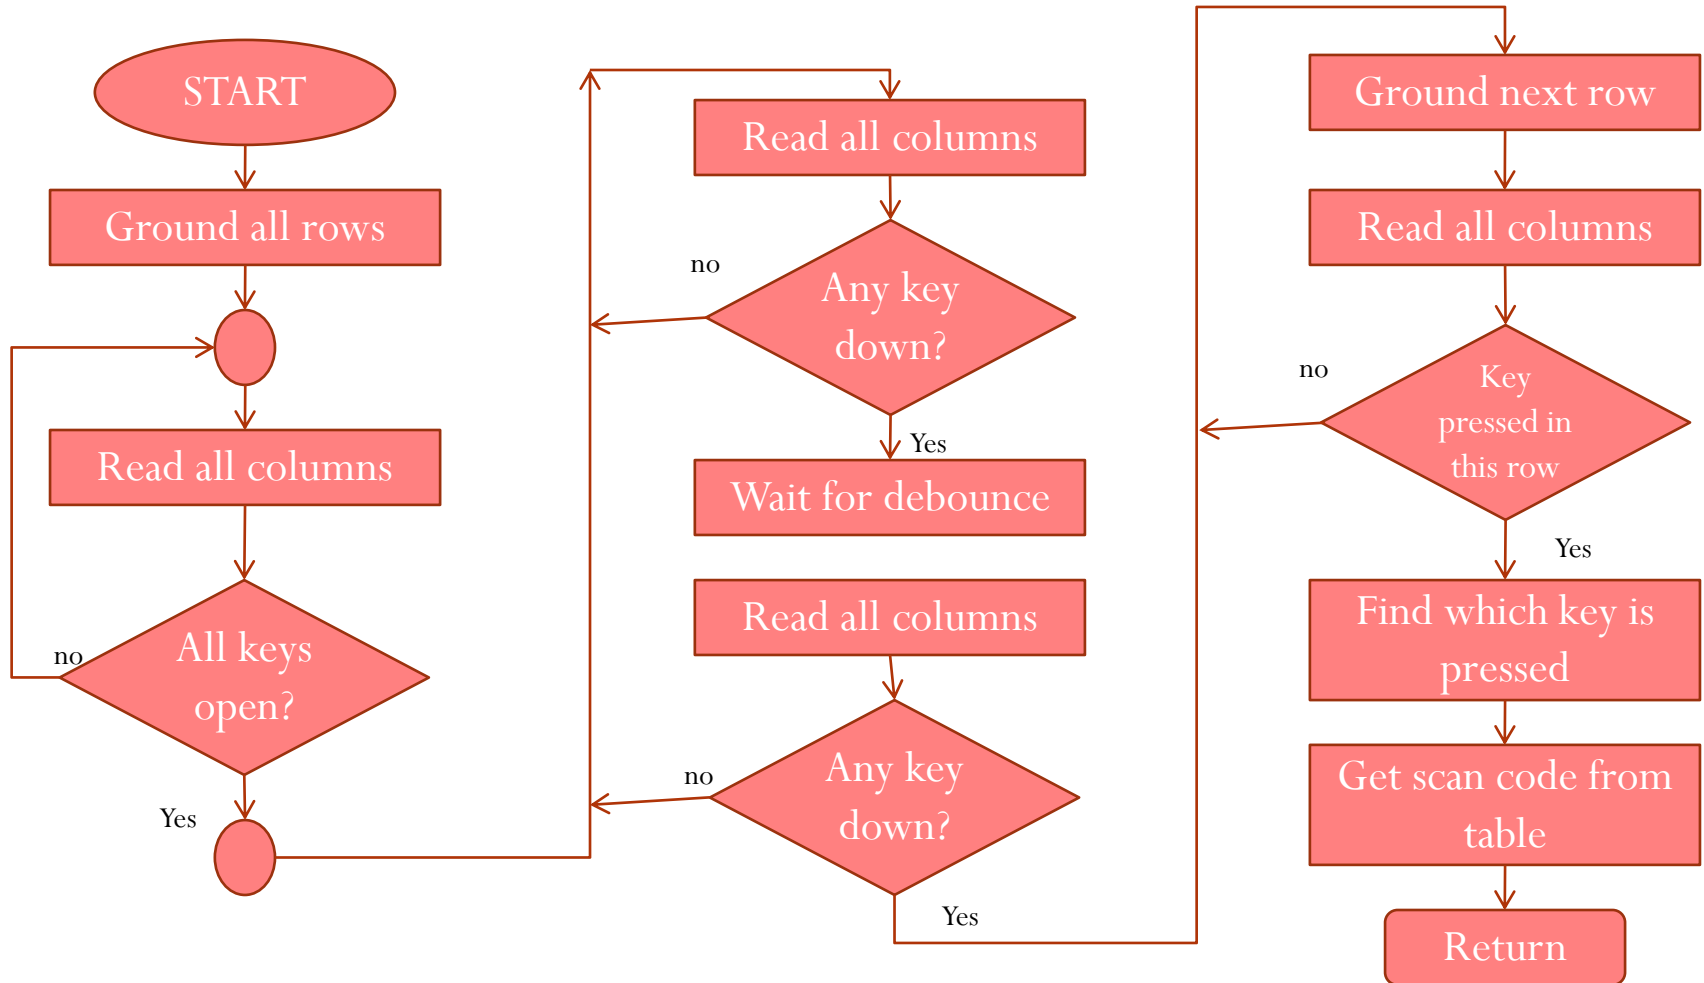 START
Ground all rows
Read all columns
no
All keys
open?
Yes
Read all columns
no
Any key
down?
Yes
Wait for debounce
Read all columns
no
Any key
down?
Yes
Ground next row
Read all columns
no
Key
pressed in
this row
Yes
Find which key is
pressed
Get scan code from
table
Return